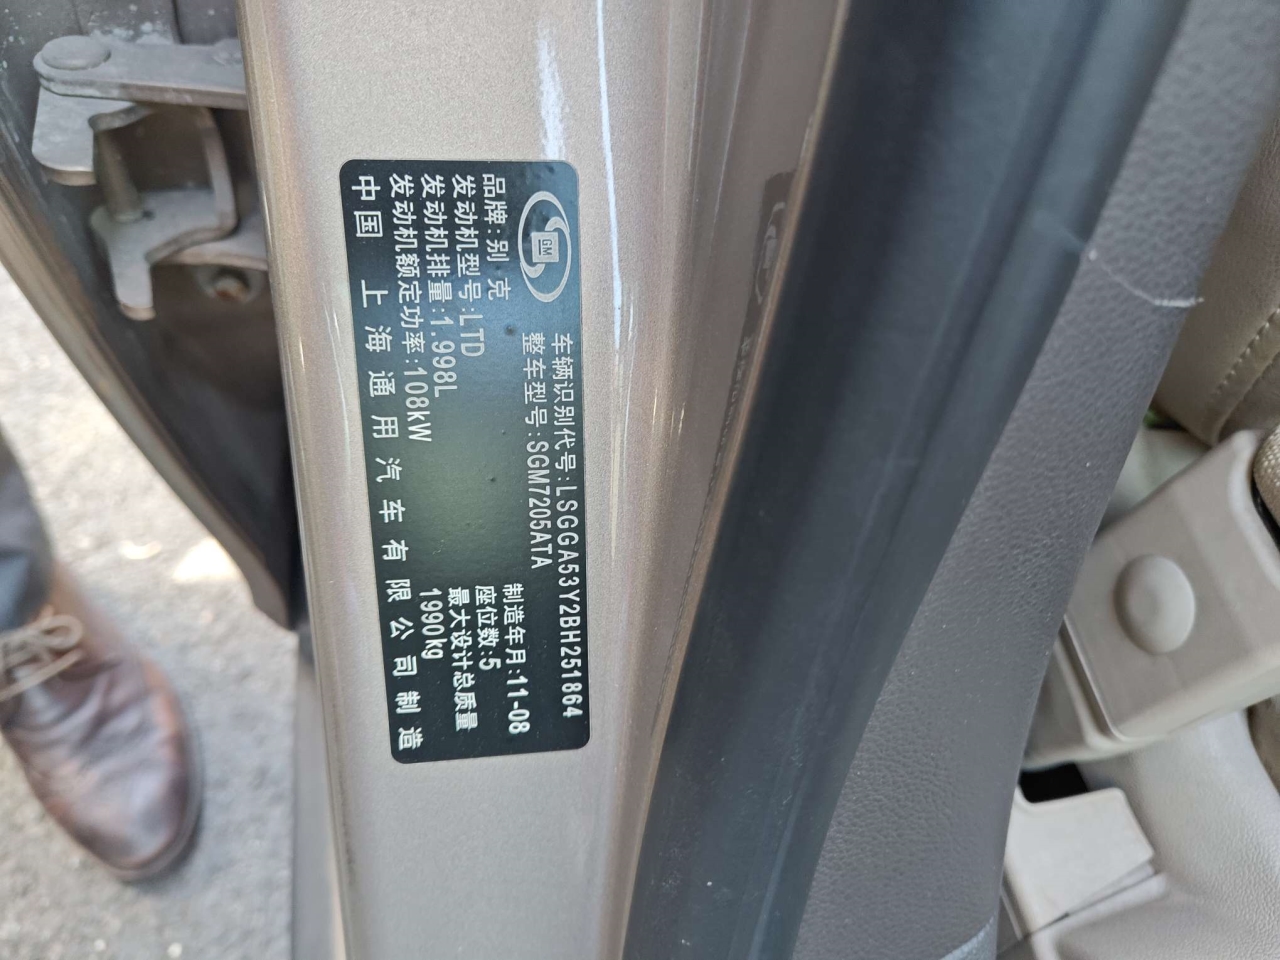 GM
车辆识别代号:LSGGA53Y2BH251864
整车型号:SGM7205ATA
品牌:别克
制造年月:11-08
发动机型号:LTD
座位数:5
发动机排量:1.998L
最大设计总质量
发动机额定功率:108kW
1990kg
中国 上海通用汽车有限公司制造